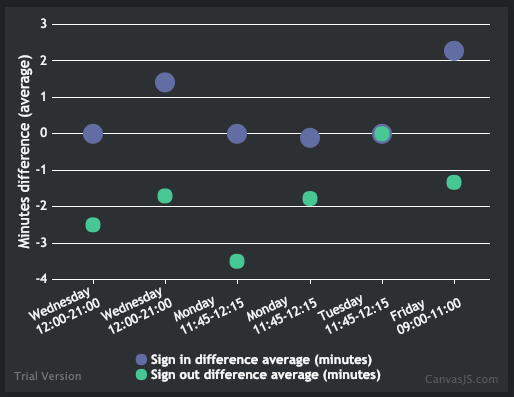 Minutes difference (average)
3
2
1
0
-1
-2
-3
-4
Wednesday
12:00-21:00
Wednesday
12:00-21:00
Monday
11:45-12:15
Monday
11:45-12:15
Tuesday
11:45-12:15
Friday
09:00-11:00
Sign in difference average (minutes)
Sign out difference average (minutes)
Trial Version
CanvasJS.com